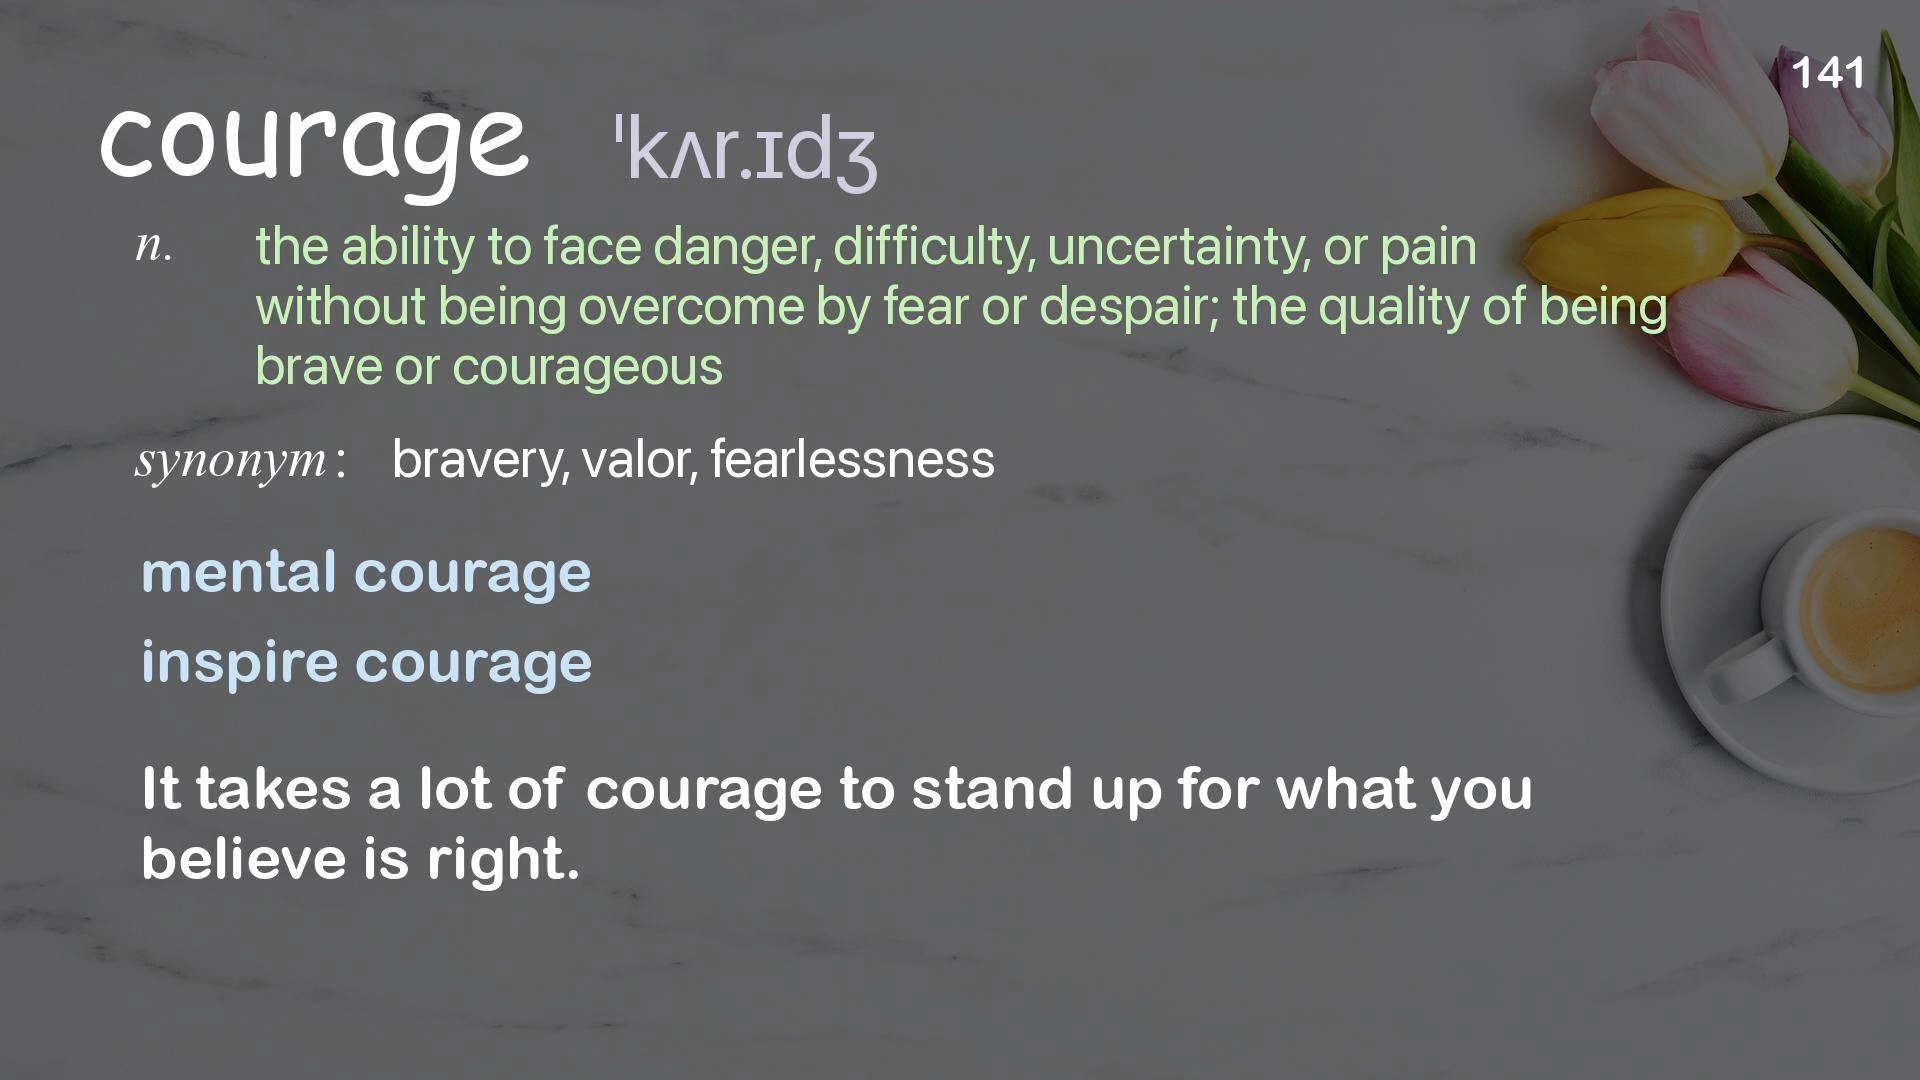 141
courage ˈkʌr.ɪdʒ
n. the ability to face danger, difficulty, uncertainty, or pain
without being overcome by fear or despair; the quality of being
brave or courageous
synonym: bravery, valor, fearlessness
mental courage
inspire courage
It takes a lot of courage to stand up for what you
believe is right.